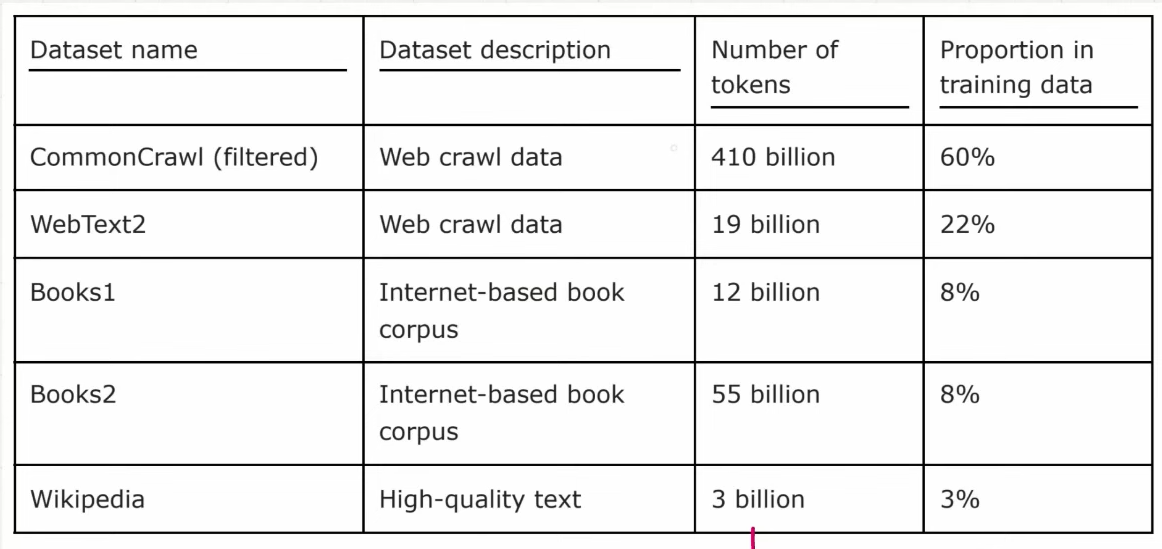 Dataset name Dataset description Number of tokens Proportion in training data
CommonCrawl (filtered) Web crawl data 410 billion 60%
WebText2 Web crawl data 19 billion 22%
Books1 Internet-based book corpus 12 billion 8%
Books2 Internet-based book corpus 55 billion 8%
Wikipedia High-quality text 3 billion 3%